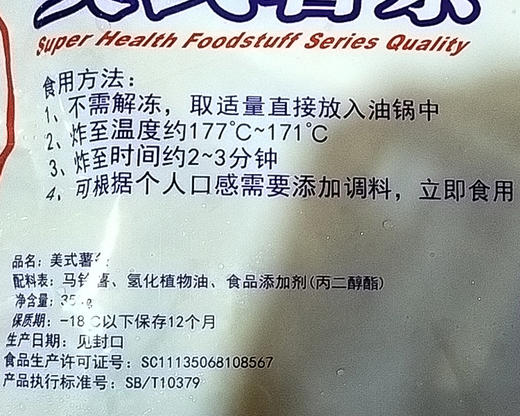 美式薯条
Super Health Foodstuff Series Quality
食用方法：
1、不需解冻，取适量直接放入油锅中
2、炸至温度约177℃~171℃
3、炸至时间约2~3分钟
4、可根据个人口感需要添加调料，立即食用
品名：美式薯
配料表：马铃薯、氢化植物油、食品添加剂(丙二醇酯)
净含量：
保质期：-18℃以下保存12个月
生产日期：见封口
食品生产许可证号：SC11135068108567
产品执行标准号：SB/T10379